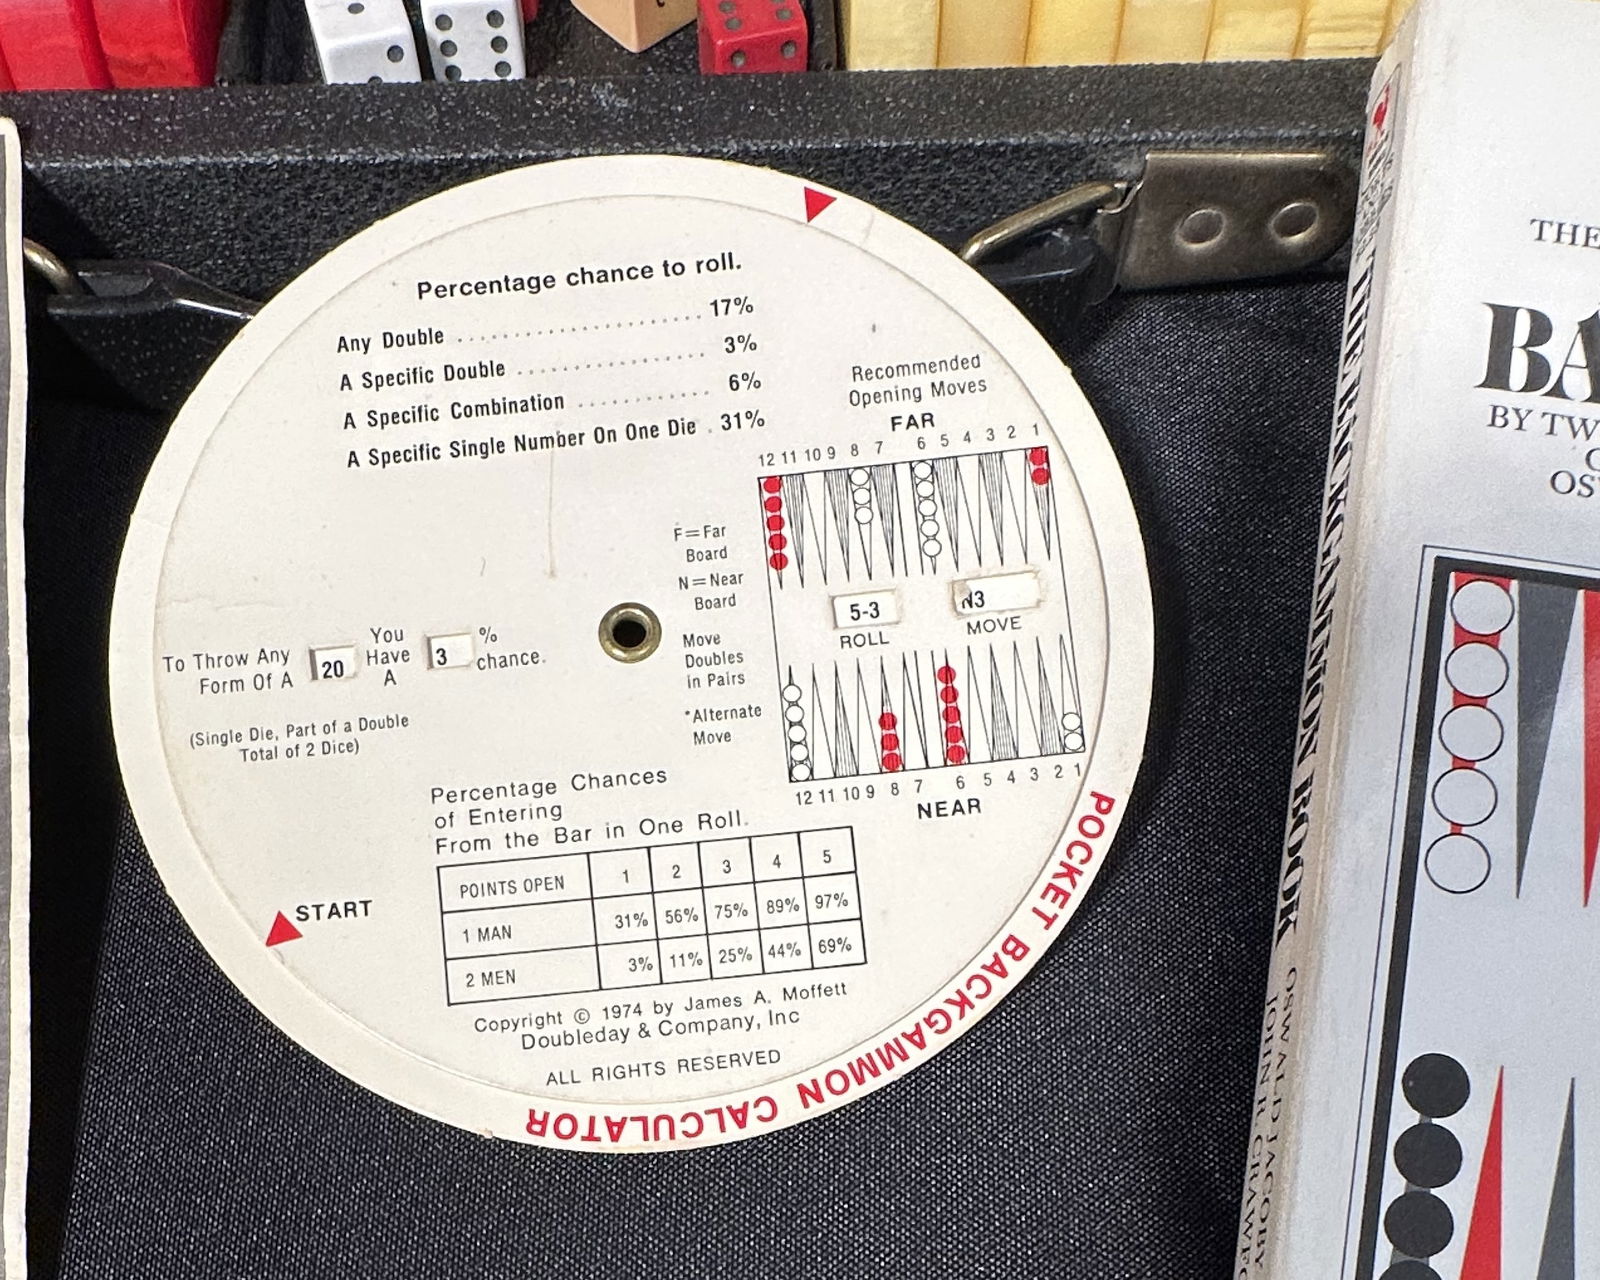 Percentage chance to roll.
Any Double ........................ 17%
A Specific Double .................. 3%
A Specific Combination ............ 6%
A Specific Single Number On One Die . 31%
Recommended
Opening Moves
FAR
12 11 10 9 8 7 6 5 4 3 2 1
F=Far
Board
N=Near
Board
Move
Doubles
in Pairs
*Alternate
Move
5-3
ROLL
N3
MOVE
12 11 10 9 8 7 6 5 4 3 2 1
NEAR
To Throw Any
Form Of A
20
You
Have
A
3
%
chance.
(Single Die, Part of a Double
Total of 2 Dice)
Percentage Chances
of Entering
From the Bar in One Roll.
POINTS OPEN 1 2 3 4 5
1 MAN 31% 56% 75% 89% 97%
2 MEN 3% 11% 25% 44% 69%
START
Copyright © 1974 by James A. Moffett
Doubleday & Company, Inc
ALL RIGHTS RESERVED
POCKET BACKGAMMON CALCULATOR
THE BACKGAMMON BOOK
OSWALD JACOBY
JOHN R. CRAWF
THE
BA
BY TW
OS